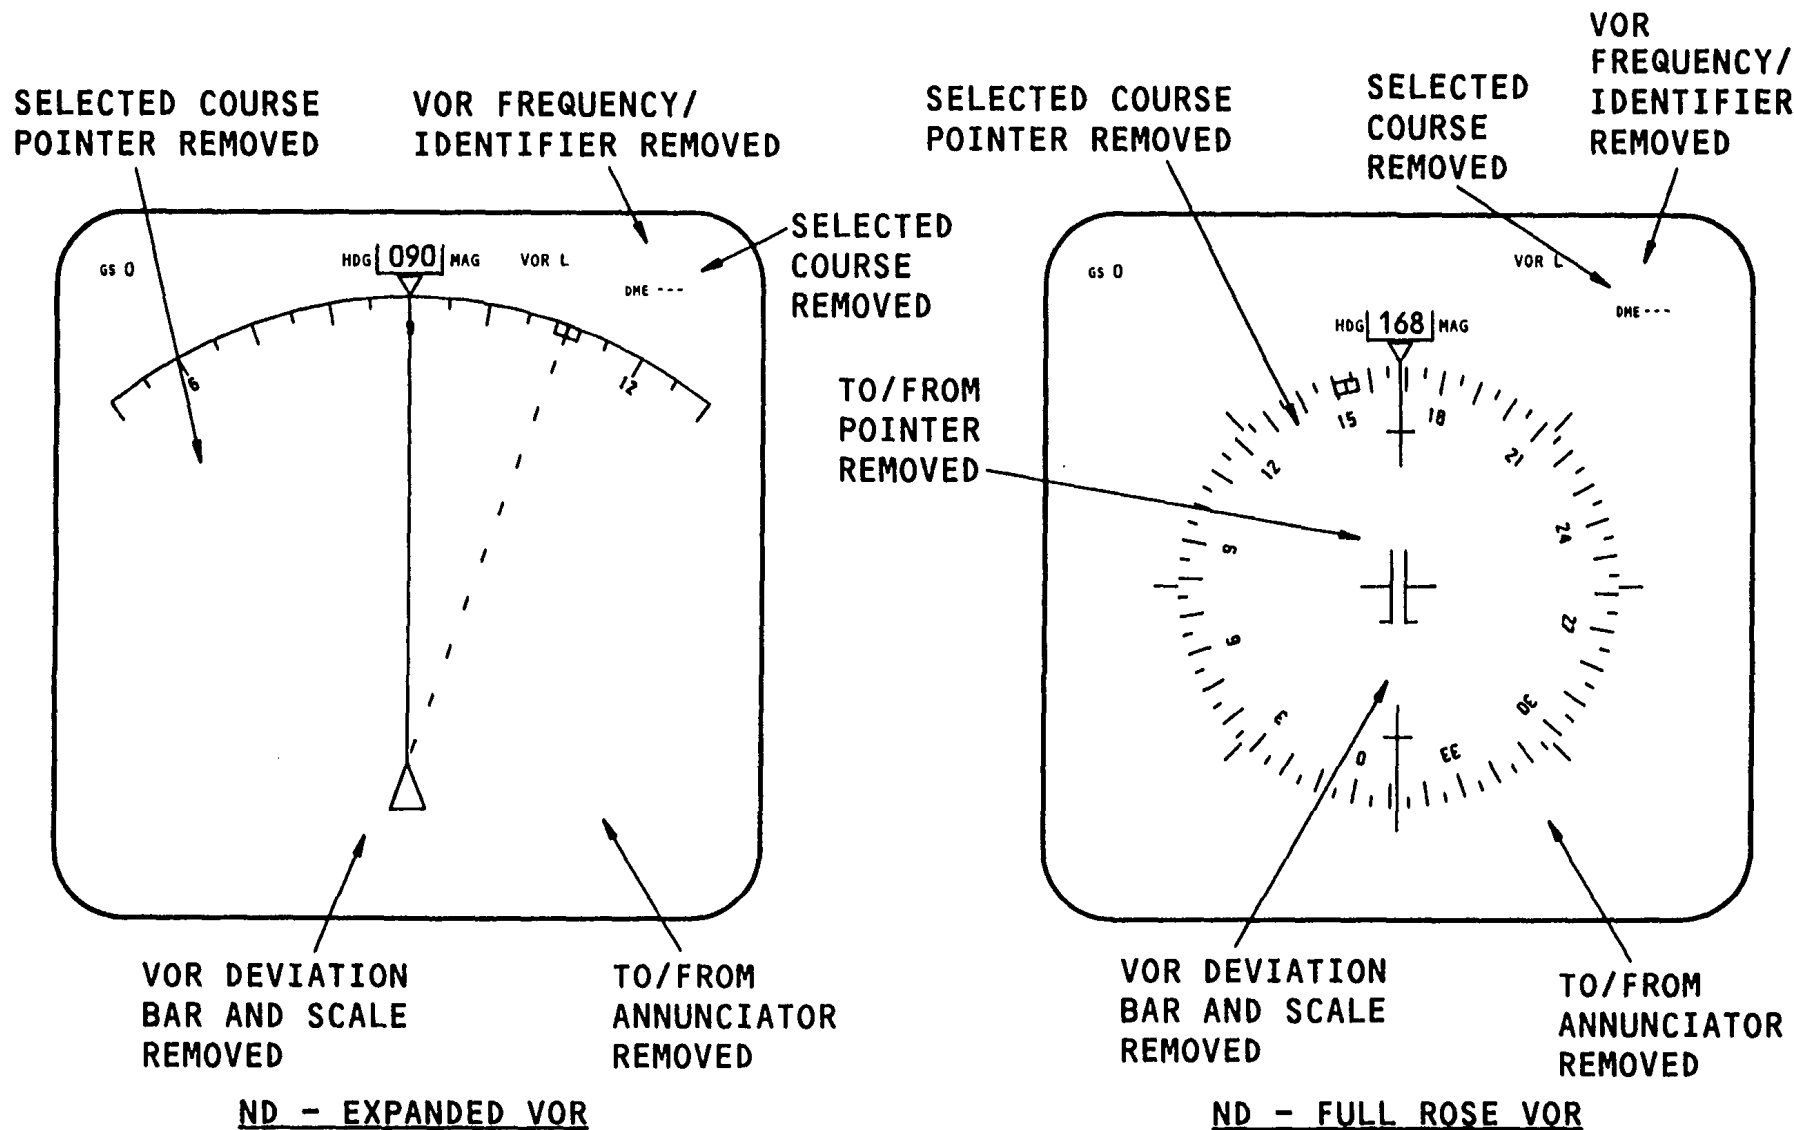 SELECTED COURSE
POINTER REMOVED
VOR FREQUENCY/
IDENTIFIER REMOVED
SELECTED
COURSE
REMOVED
GS 0
HDG 090 MAG
VOR L
DME ---
6
12
VOR DEVIATION
BAR AND SCALE
REMOVED
TO/FROM
ANNUNCIATOR
REMOVED
ND - EXPANDED VOR
SELECTED COURSE
POINTER REMOVED
SELECTED
COURSE
REMOVED
VOR
FREQUENCY/
IDENTIFIER
REMOVED
TO/FROM
POINTER
REMOVED
GS 0
VOR L
DME ---
HDG 168 MAG
15
18
12
21
9
24
6
27
3
30
0
33
VOR DEVIATION
BAR AND SCALE
REMOVED
TO/FROM
ANNUNCIATOR
REMOVED
ND - FULL ROSE VOR